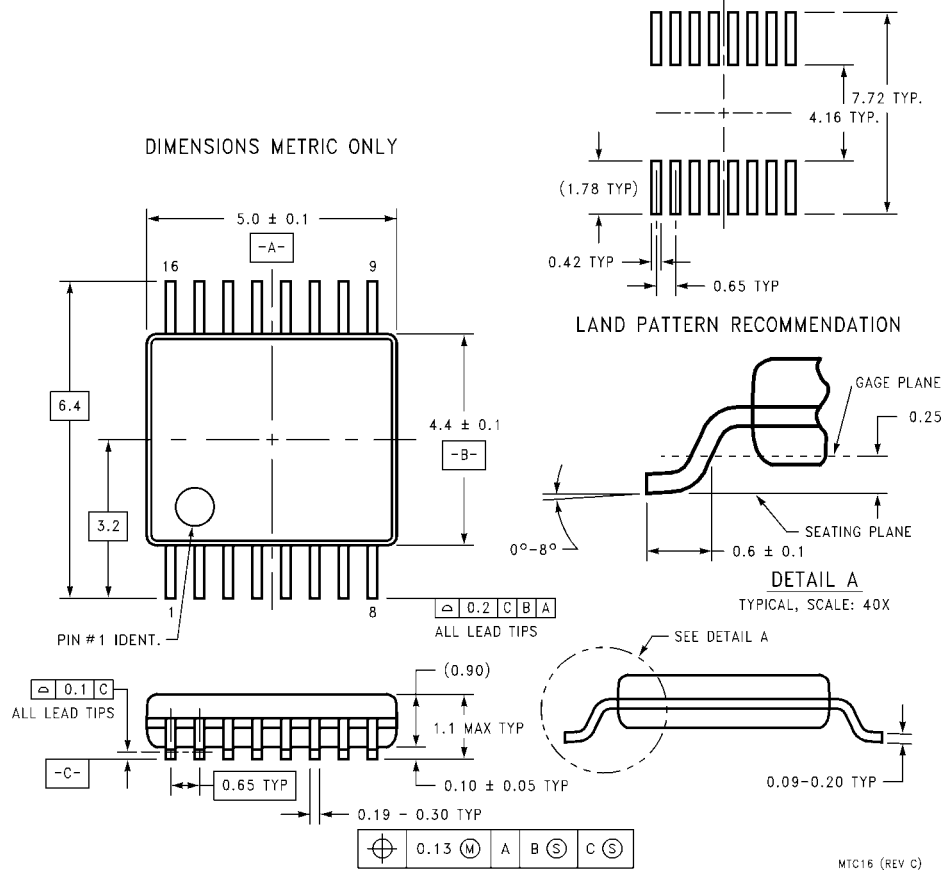 7.72 TYP.
4.16 TYP.
DIMENSIONS METRIC ONLY
(1.78 TYP)
5.0 ± 0.1
-A-
0.42 TYP
0.65 TYP
16
9
LAND PATTERN RECOMMENDATION
GAGE PLANE
0.25
6.4
4.4 ± 0.1
-B-
3.2
SEATING PLANE
0°-8°
0.6 ± 0.1
DETAIL A
TYPICAL, SCALE: 40X
1
8
⌓ 0.2 C B A
ALL LEAD TIPS
PIN #1 IDENT.
SEE DETAIL A
(0.90)
⌓ 0.1 C
ALL LEAD TIPS
1.1 MAX TYP
-C-
0.65 TYP
0.10 ± 0.05 TYP
0.09-0.20 TYP
0.19 - 0.30 TYP
⌖ 0.13 Ⓜ A B Ⓢ C Ⓢ
MTC16 (REV C)